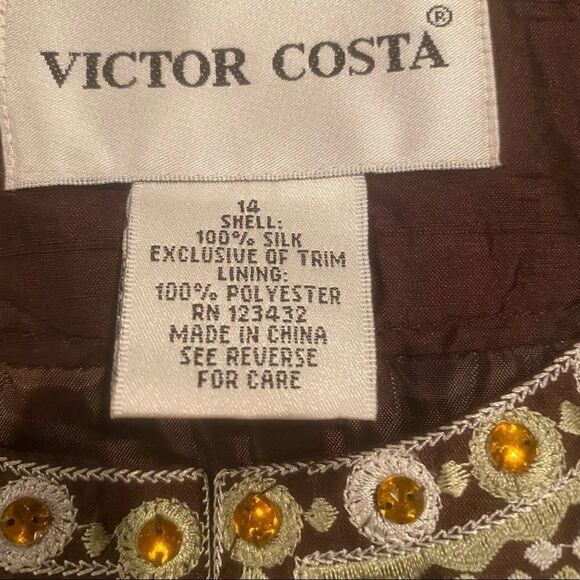 VICTOR COSTA®
14
SHELL:
100% SILK
EXCLUSIVE OF TRIM
LINING:
100% POLYESTER
RN 123432
MADE IN CHINA
SEE REVERSE
FOR CARE